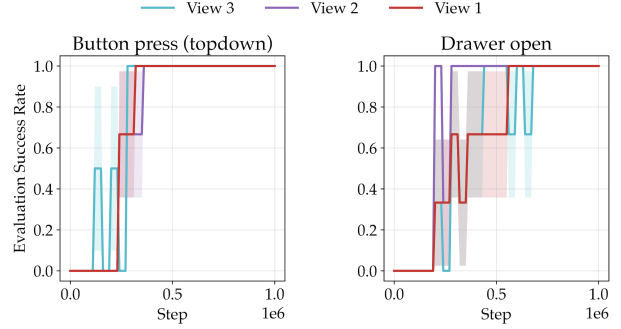 View 3 View 2 View 1
Button press (topdown) Drawer open
Evaluation Success Rate
1.0
0.8
0.6
0.4
0.2
0.0
0.0 0.5 1.0
Step 1e6
1.0
0.8
0.6
0.4
0.2
0.0
0.0 0.5 1.0
Step 1e6